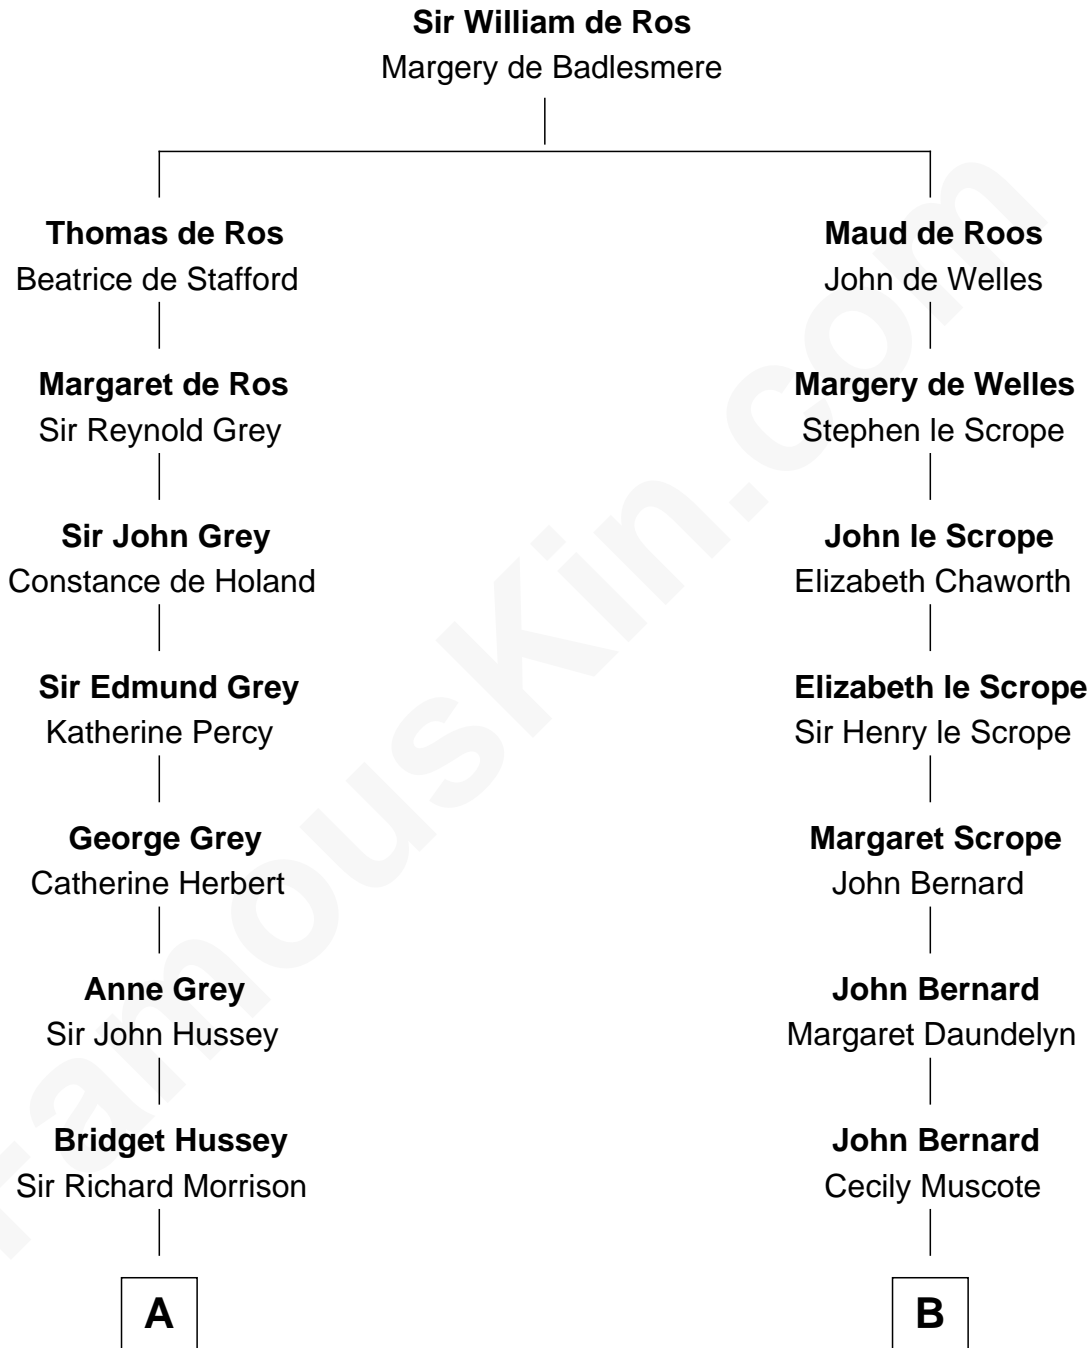 Sir William de Ros
Margery de Badlesmere
Thomas de Ros
Beatrice de Stafford
Margaret de Ros
Sir Reynold Grey
Sir John Grey
Constance de Holand
Sir Edmund Grey
Katherine Percy
George Grey
Catherine Herbert
Anne Grey
Sir John Hussey
Bridget Hussey
Sir Richard Morrison
A
Maud de Roos
John de Welles
Margery de Welles
Stephen le Scrope
John le Scrope
Elizabeth Chaworth
Elizabeth le Scrope
Sir Henry le Scrope
Margaret Scrope
John Bernard
John Bernard
Margaret Daundelyn
John Bernard
Cecily Muscote
B
FamousKin.com